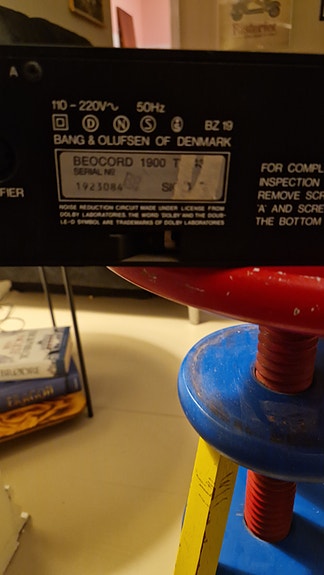 A
110-220V~ 50Hz
D N S BZ 19
BANG & OLUFSEN OF DENMARK
BEOCORD 1900
SERIAL Nº
1923084
NOISE REDUCTION CIRCUIT MADE UNDER LICENSE FROM
DOLBY LABORATORIES. THE WORD 'DOLBY' AND THE DOUB-
LE-D SYMBOL ARE TRADEMARKS OF DOLBY LABORATORIES.
IFIER
FOR COMPL
INSPECTION
REMOVE SCR
'A' AND SCRE
THE BOTTOM